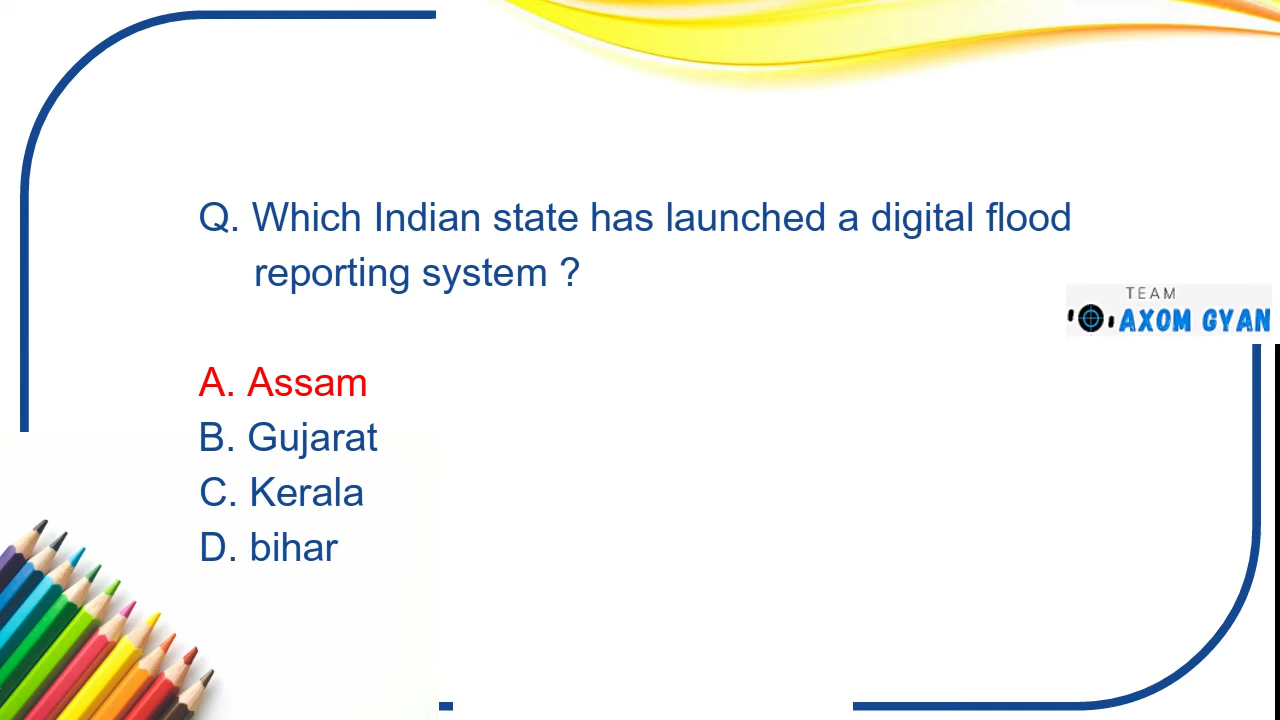 Q. Which Indian state has launched a digital flood
reporting system ?
TEAM
AXOM GYAN
A. Assam
B. Gujarat
C. Kerala
D. bihar